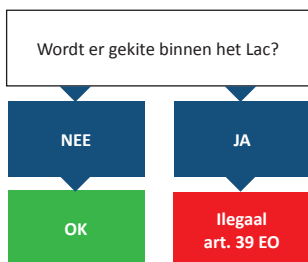 Wordt er gekite binnen het Lac?
NEE
JA
OK
Ilegaal
art. 39 EO